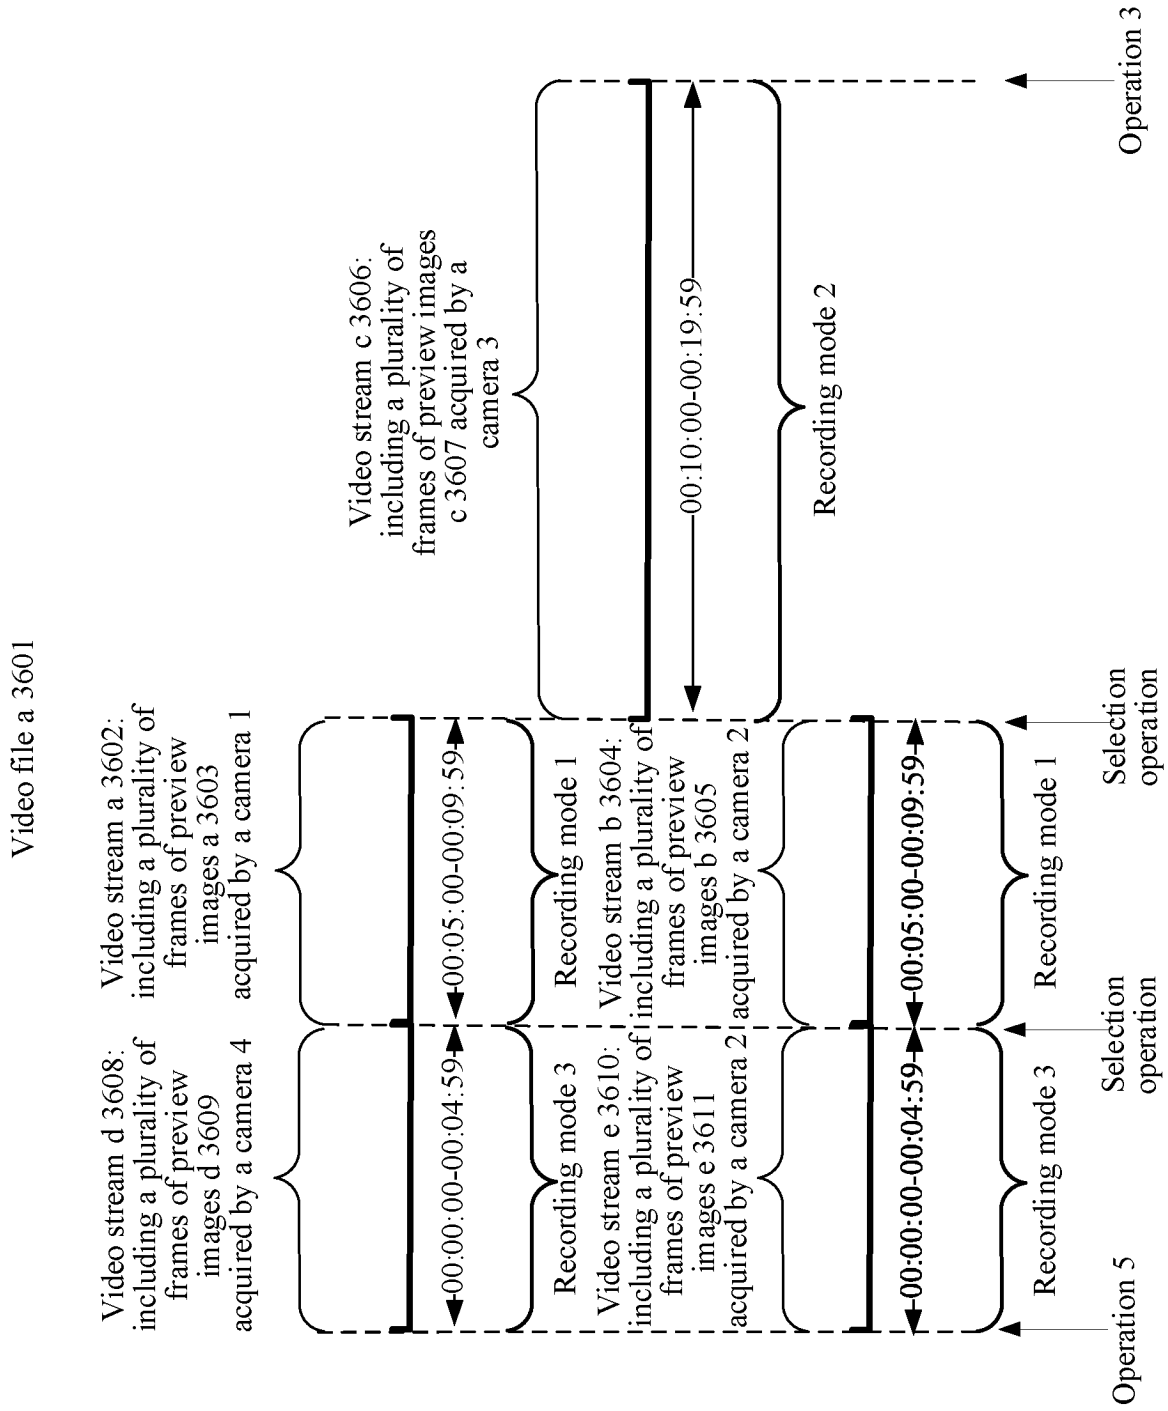 Video file a 3601
Video stream d 3608:
including a plurality of
frames of preview
images d 3609
acquired by a camera 4
00:00:00-00:04:59
Recording mode 3
Video stream a 3602:
including a plurality of
frames of preview
images a 3603
acquired by a camera 1
00:05:00-00:09:59
Recording mode 1
Video stream c 3606:
including a plurality of
frames of preview images
c 3607 acquired by a
camera 3
00:10:00-00:19:59
Recording mode 2
Video stream e 3610:
including a plurality of
frames of preview
images e 3611
acquired by a camera 2
00:00:00-00:04:59
Recording mode 3
Video stream b 3604:
including a plurality of
frames of preview
images b 3605
acquired by a camera 2
00:05:00-00:09:59
Recording mode 1
Operation 5
Selection
operation
Selection
operation
Operation 3